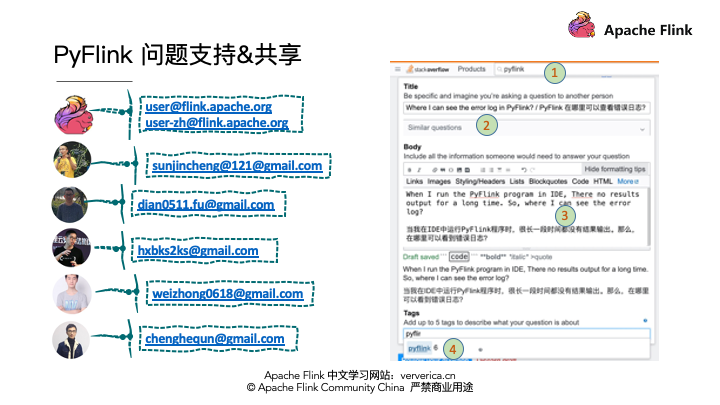 Apache Flink
PyFlink 问题支持&共享
user@flink.apache.org
user-zh@flink.apache.org
sunjincheng@121@gmail.com
dian0511.fu@gmail.com
hxbks2ks@gmail.com
weizhong0618@gmail.com
chenghequn@gmail.com
stackoverflow Products pyflink
1
Title
Be specific and imagine you're asking a question to another person
Where I can see the error log in PyFlink? / PyFlink 在哪里可以查看错误日志?
Similar questions
2
Body
Include all the information someone would need to answer your question
Hide formatting tips
Links Images Styling/Headers Lists Blockquotes Code HTML More
When I run the PyFlink program in IDE, There no results
output for a long time. So, where I can see the error
log?
3
当我在IDE中运行PyFlink程序时，很长一段时间都没有结果输出。那么，
在哪里可以看到错误日志?
Draft saved ``` code ``` **bold** *italic* >quote
When I run the PyFlink program in IDE, There no results output for a long time.
So, where I can see the error log?
当我在IDE中运行PyFlink程序时，很长一段时间都没有结果输出。那么，在哪里可
以看到错误日志?
Tags
Add up to 5 tags to describe what your question is about
pyflir
pyflink 6
4
Apache Flink 中文学习网站：ververica.cn
© Apache Flink Community China 严禁商业用途